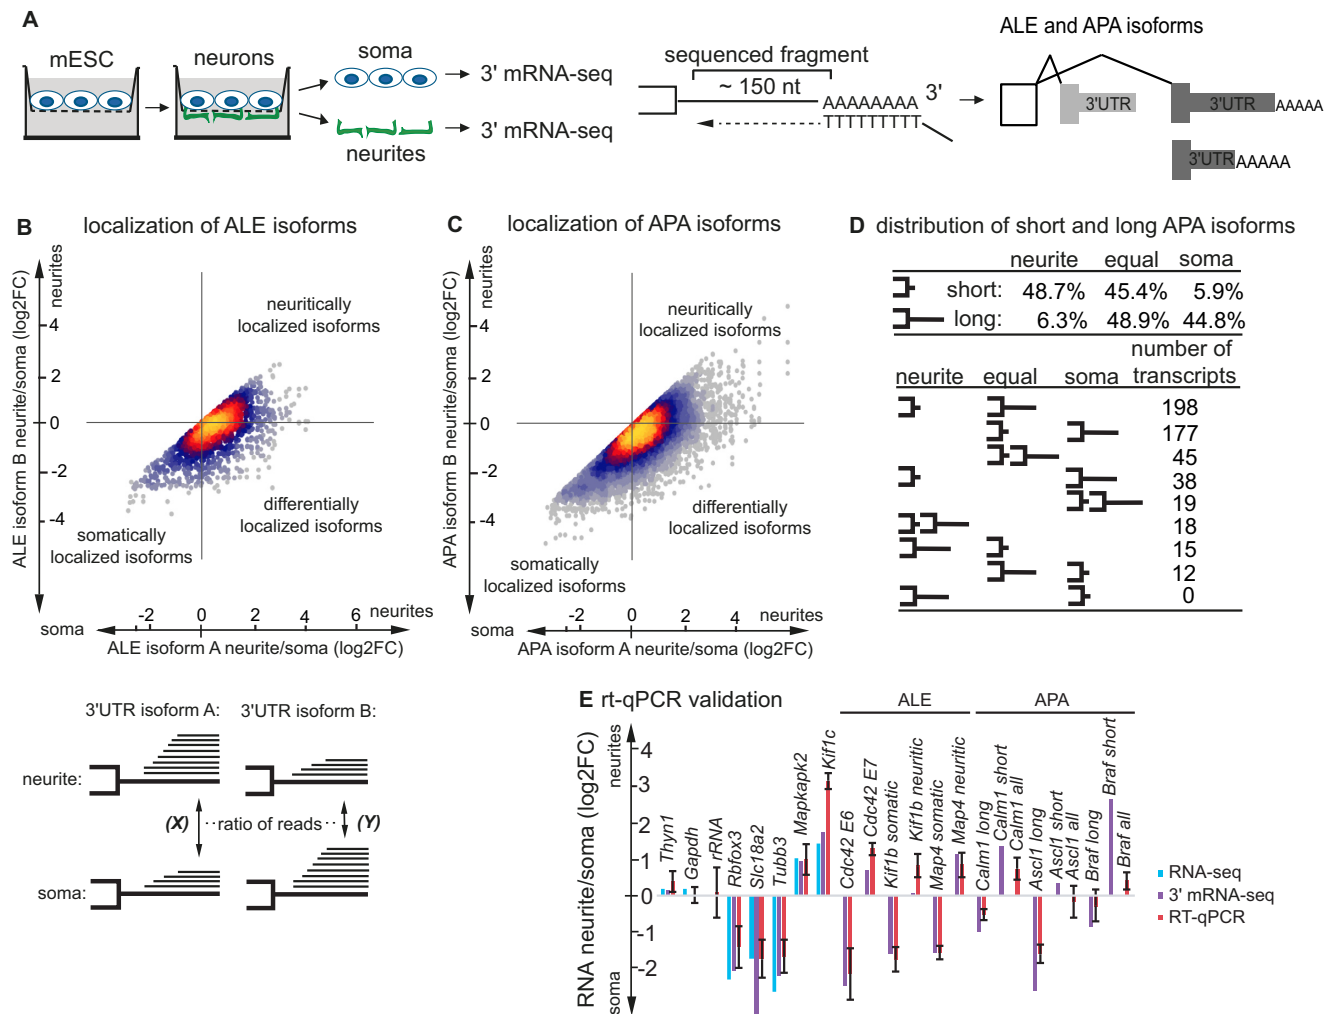 A
mESC
neurons
soma
neurites
3' mRNA-seq
3' mRNA-seq
sequenced fragment
~ 150 nt
AAAAAAAA
3'
TTTTTTTTT
ALE and APA isoforms
3'UTR
3'UTR
AAAAA
3'UTR
AAAAA
B
localization of ALE isoforms
ALE isoform B neurite/soma (log2FC)
neurites
4
2
0
-2
-4
neuritically
localized isoforms
differentially
localized isoforms
somatically
localized isoforms
-2
0
2
4
6
neurites
soma
ALE isoform A neurite/soma (log2FC)
C
localization of APA isoforms
APA isoform B neurite/soma (log2FC)
neurites
4
2
0
-2
-4
neuritically
localized isoforms
differentially
localized isoforms
somatically
localized isoforms
-2
0
2
4
neurites
soma
APA isoform A neurite/soma (log2FC)
D distribution of short and long APA isoforms
neurite equal soma
short: 48.7% 45.4% 5.9%
long: 6.3% 48.9% 44.8%
number of
neurite equal soma transcripts
198
177
45
38
19
18
15
12
0
3'UTR isoform A: 3'UTR isoform B:
neurite:
(X) ratio of reads (Y)
soma:
E rt-qPCR validation
ALE
APA
RNA neurite/soma (log2FC)
neurites
soma
4
3
2
1
0
-1
-2
Thyn1
Gapdh
rRNA
Rbfox3
Slc18a2
Tubb3
Mapkapk2
Kif1c
Cdc42 E6
Cdc42 E7
Kif1b somatic
Kif1b neuritic
Map4 somatic
Map4 neuritic
Calm1 long
Calm1 short
Calm1 all
Ascl1 long
Ascl1 short
Ascl1 all
Braf long
Braf short
Braf all
RNA-seq
3' mRNA-seq
RT-qPCR